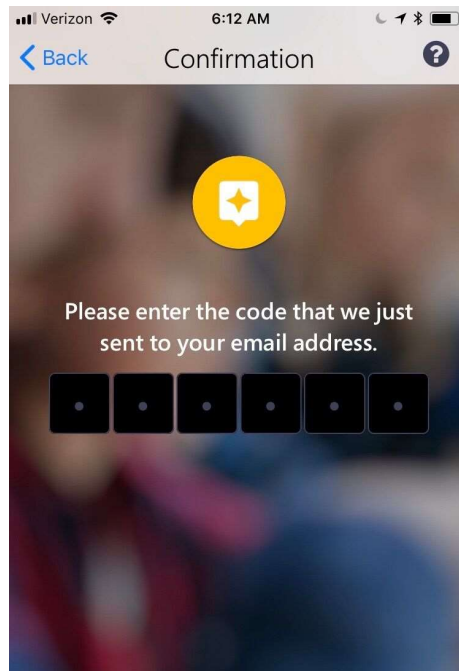 Verizon 6:12 AM
Back Confirmation ?
Please enter the code that we just
sent to your email address.